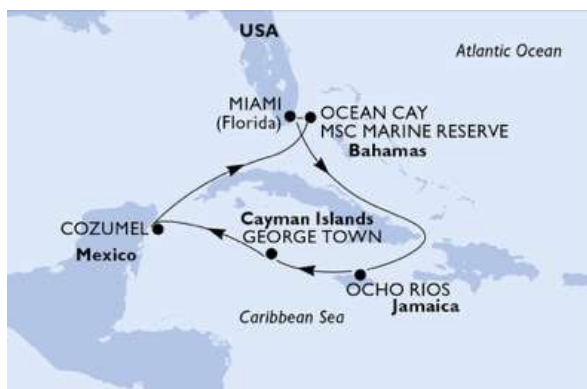 USA
Atlantic Ocean
MIAMI
(Florida)
OCEAN CAY
MSC MARINE RESERVE
Bahamas
Cayman Islands
GEORGE TOWN
COZUMEL
Mexico
OCHO RIOS
Jamaica
Caribbean Sea